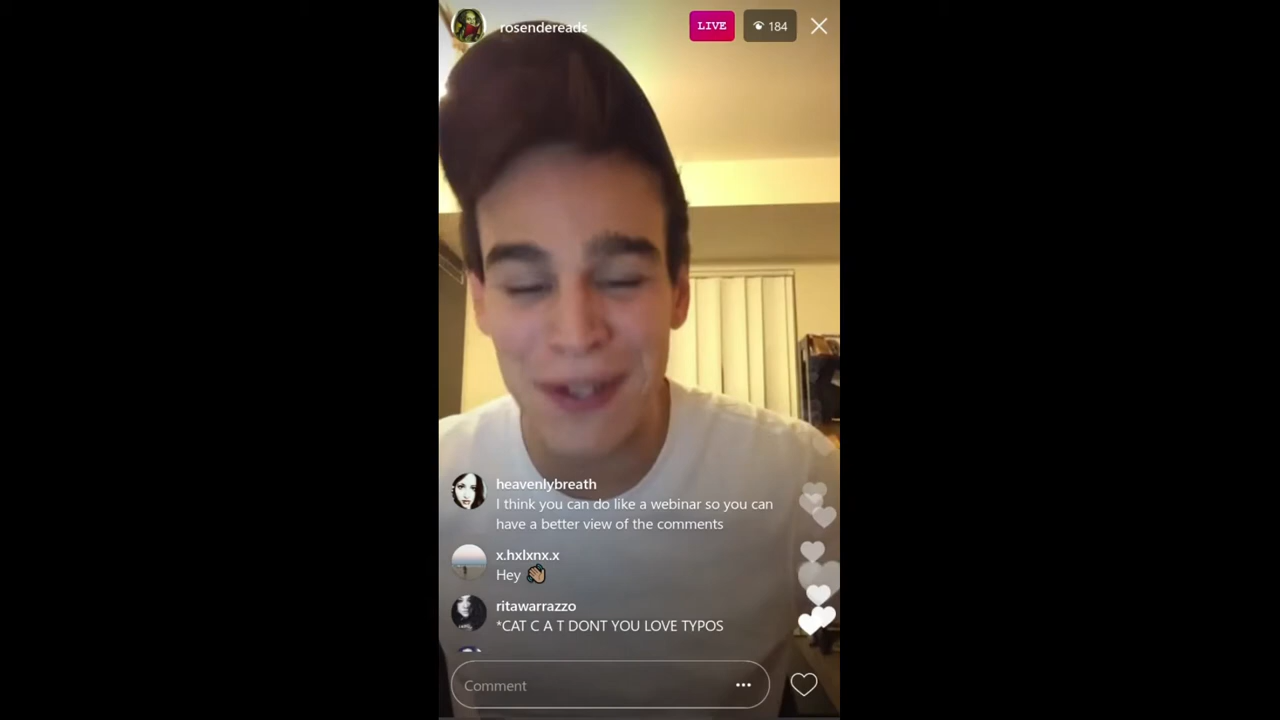 rosendereads
LIVE
184
heavenlybreath
I think you can do like a webinar so you can
have a better view of the comments
x.hxlxnx.x
Hey 👋🏽
ritawarrazzo
*CAT C A T DONT YOU LOVE TYPOS
Comment